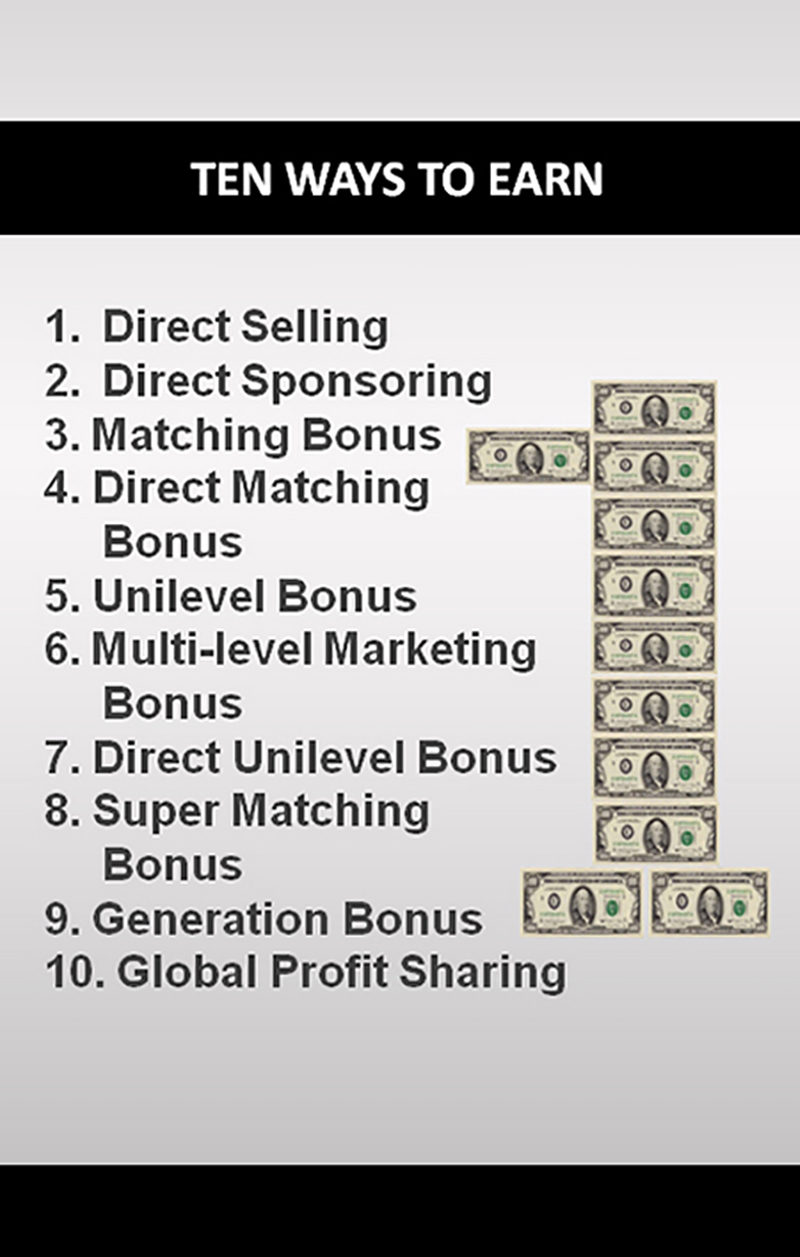 TEN WAYS TO EARN
1. Direct Selling
2. Direct Sponsoring
3. Matching Bonus
4. Direct Matching
Bonus
5. Unilevel Bonus
6. Multi-level Marketing
Bonus
7. Direct Unilevel Bonus
8. Super Matching
Bonus
9. Generation Bonus
10. Global Profit Sharing